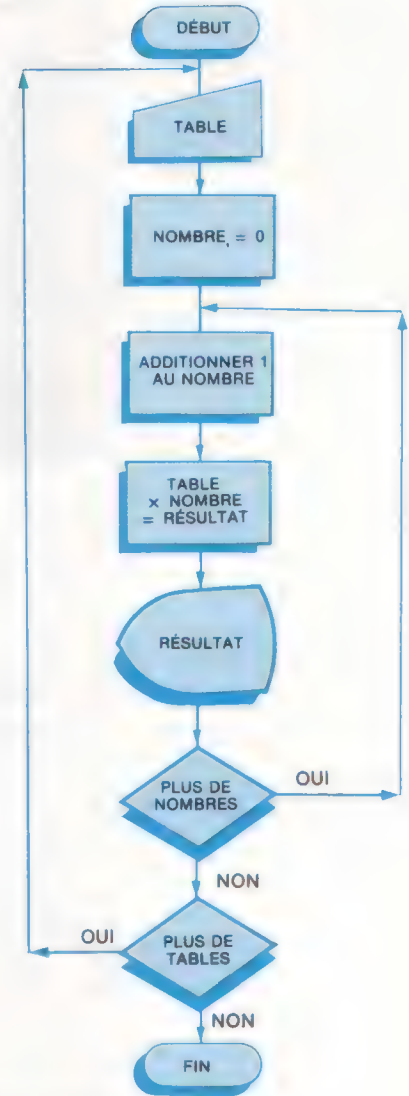 DÉBUT
TABLE
NOMBRE, = 0
ADDITIONNER 1
AU NOMBRE
TABLE
× NOMBRE
= RÉSULTAT
RÉSULTAT
PLUS DE
NOMBRES
OUI
NON
OUI
PLUS DE
TABLES
NON
FIN